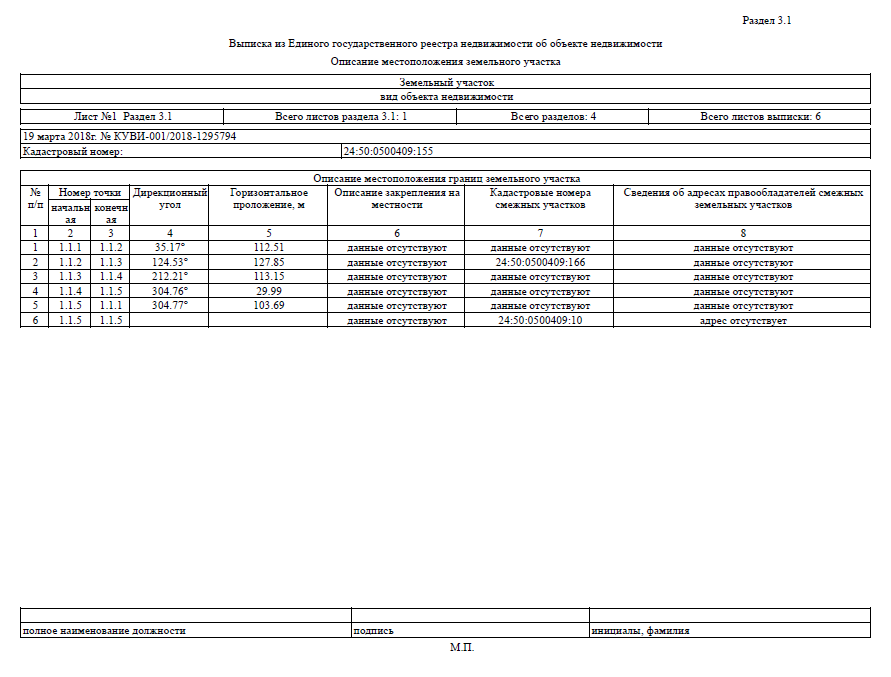 Раздел 3.1
Выписка из Единого государственного реестра недвижимости об объекте недвижимости
Описание местоположения земельного участка
Земельный участок
вид объекта недвижимости
Лист №1 Раздел 3.1 Всего листов раздела 3.1: 1 Всего разделов: 4 Всего листов выписки: 6
19 марта 2018г. № КУВИ-001/2018-1295794
Кадастровый номер: 24:50:0500409:155
Описание местоположения границ земельного участка
№ п/п Номер точки Дирекционный угол Горизонтальное проложение, м Описание закрепления на местности Кадастровые номера смежных участков Сведения об адресах правообладателей смежных земельных участков
начальн ая конечн ая
1 2 3 4 5 6 7 8
1 1.1.1 1.1.2 35.17° 112.51 данные отсутствуют данные отсутствуют данные отсутствуют
2 1.1.2 1.1.3 124.53° 127.85 данные отсутствуют 24:50:0500409:166 данные отсутствуют
3 1.1.3 1.1.4 212.21° 113.15 данные отсутствуют данные отсутствуют данные отсутствуют
4 1.1.4 1.1.5 304.76° 29.99 данные отсутствуют данные отсутствуют данные отсутствуют
5 1.1.5 1.1.1 304.77° 103.69 данные отсутствуют данные отсутствуют данные отсутствуют
6 1.1.5 1.1.5 данные отсутствуют 24:50:0500409:10 адрес отсутствует
полное наименование должности подпись инициалы, фамилия
М.П.